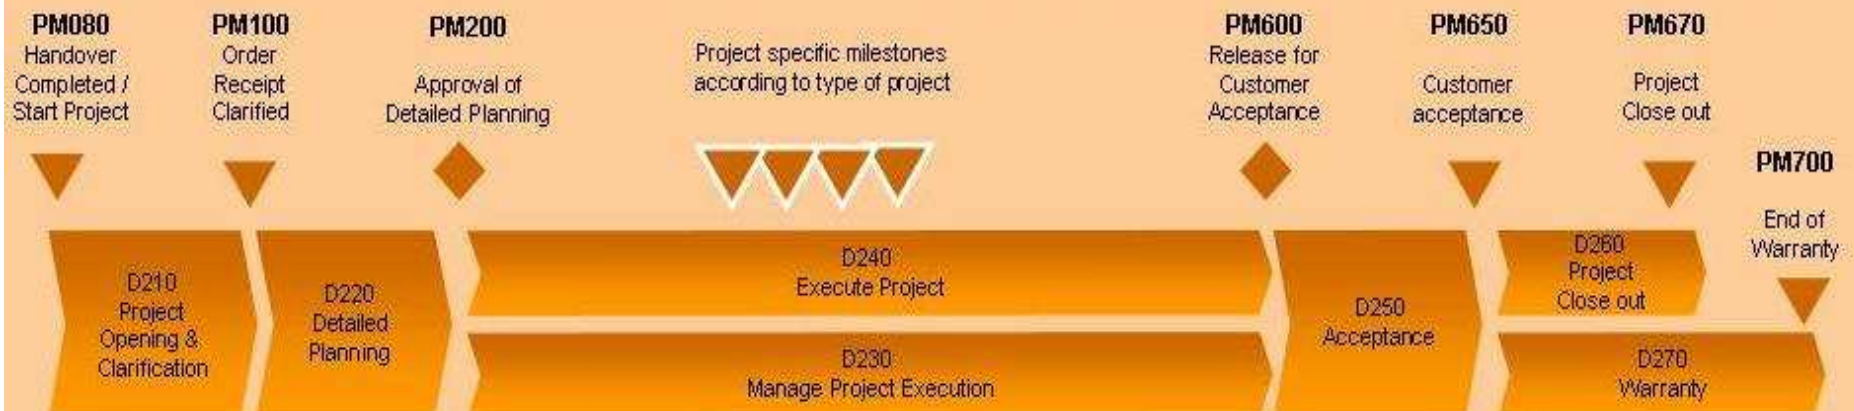 PM080
Handover
Completed /
Start Project
PM100
Order
Receipt
Clarified
PM200
Approval of
Detailed Planning
Project specific milestones
according to type of project
PM600
Release for
Customer
Acceptance
PM650
Customer
acceptance
PM670
Project
Close out
PM700
End of
Warranty
D210
Project
Opening &
Clarification
D220
Detailed
Planning
D240
Execute Project
D230
Manage Project Execution
D250
Acceptance
D260
Project
Close out
D270
Warranty